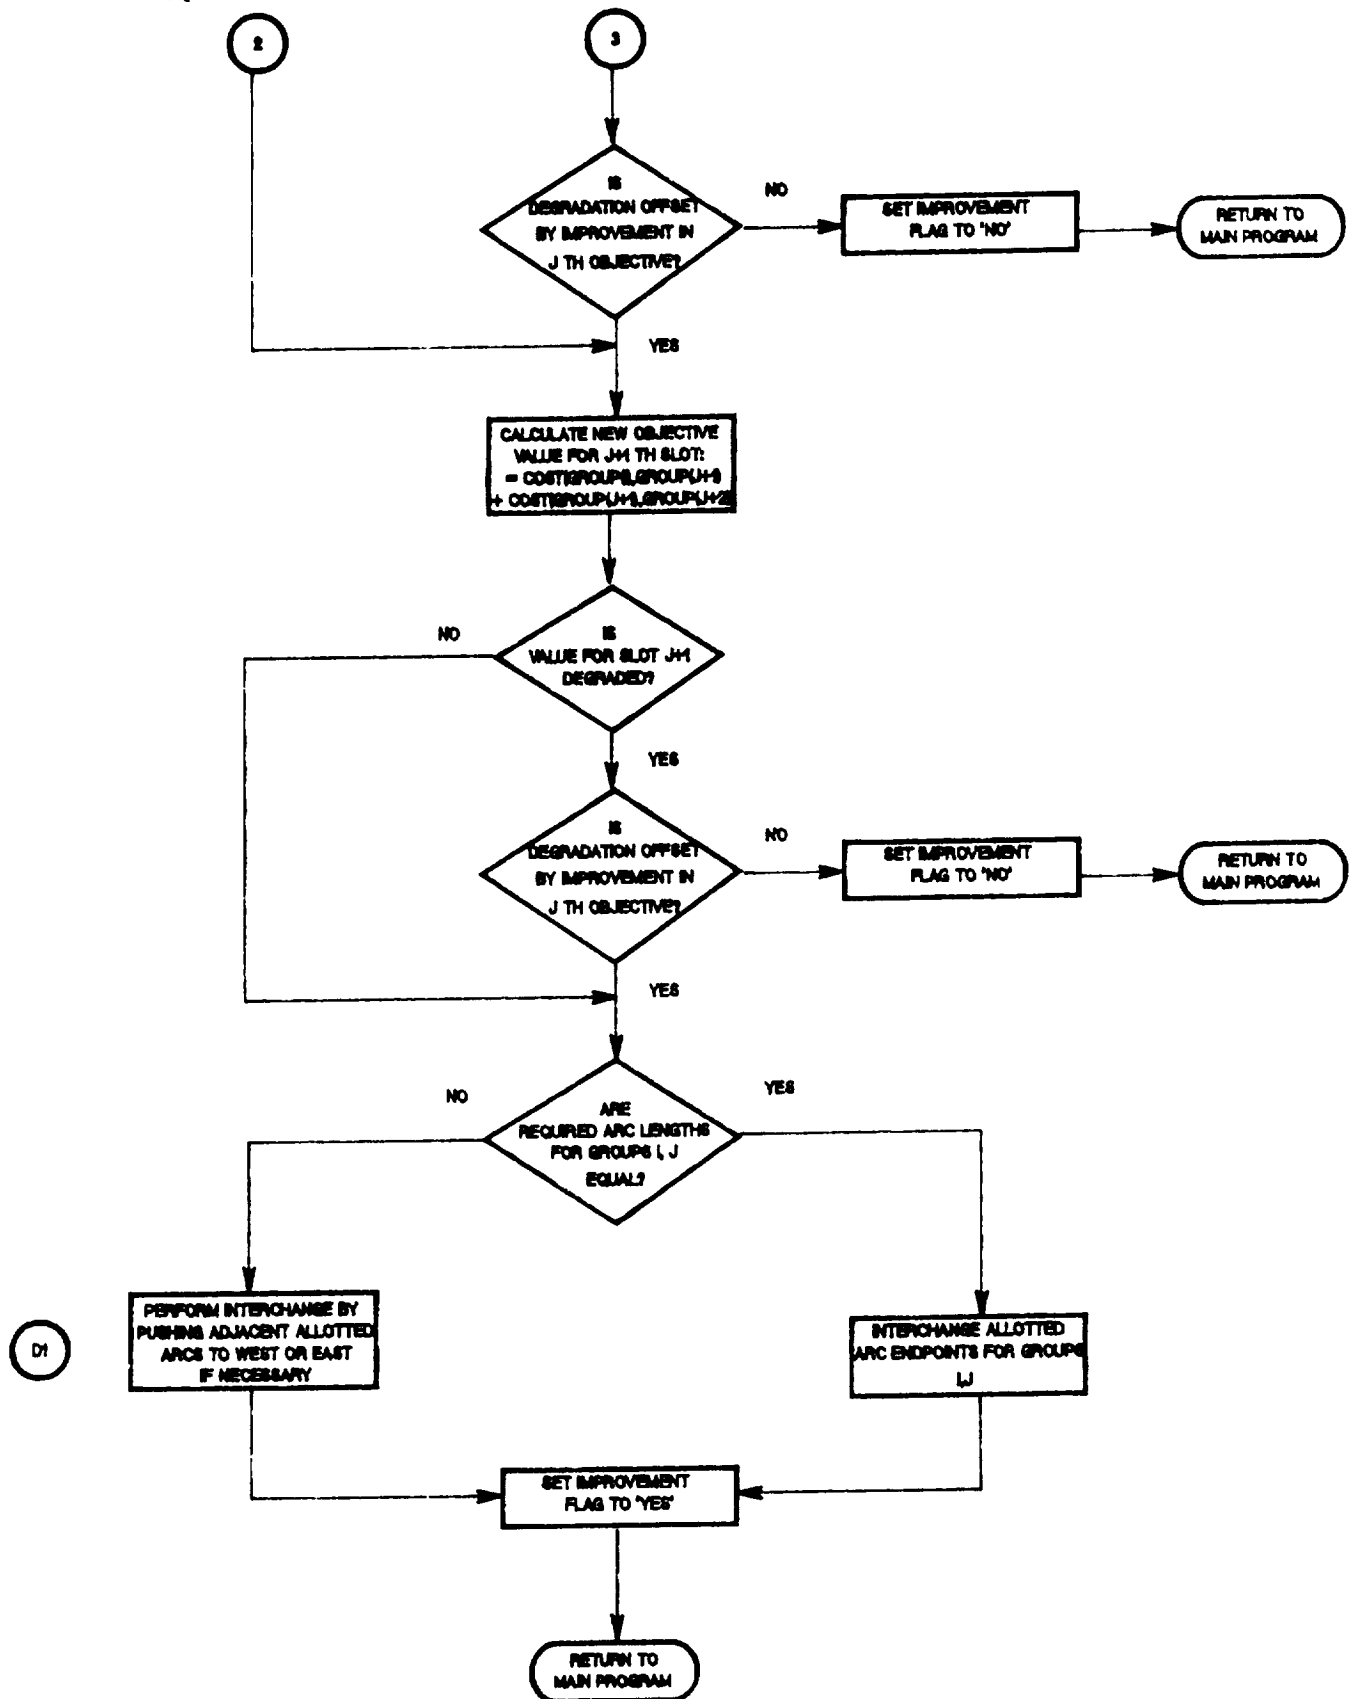 2
3
IS
DEGRADATION OFFSET
BY IMPROVEMENT IN
J TH OBJECTIVE?
NO
SET IMPROVEMENT
FLAG TO 'NO'
RETURN TO
MAIN PROGRAM
YES
CALCULATE NEW OBJECTIVE
VALUE FOR J+1 TH SLOT:
= COST(GROUP(I),GROUP(J+1)
+ COST(GROUP(J+1),GROUP(J+2)
NO
IS
VALUE FOR SLOT J+1
DEGRADED?
YES
IS
DEGRADATION OFFSET
BY IMPROVEMENT IN
J TH OBJECTIVE?
NO
SET IMPROVEMENT
FLAG TO 'NO'
RETURN TO
MAIN PROGRAM
YES
NO
YES
ARE
REQUIRED ARC LENGTHS
FOR GROUPS I, J
EQUAL?
D1
PERFORM INTERCHANGE BY
PUSHING ADJACENT ALLOTTED
ARCS TO WEST OR EAST
IF NECESSARY
INTERCHANGE ALLOTTED
ARC ENDPOINTS FOR GROUPS
I,J
SET IMPROVEMENT
FLAG TO 'YES'
RETURN TO
MAIN PROGRAM